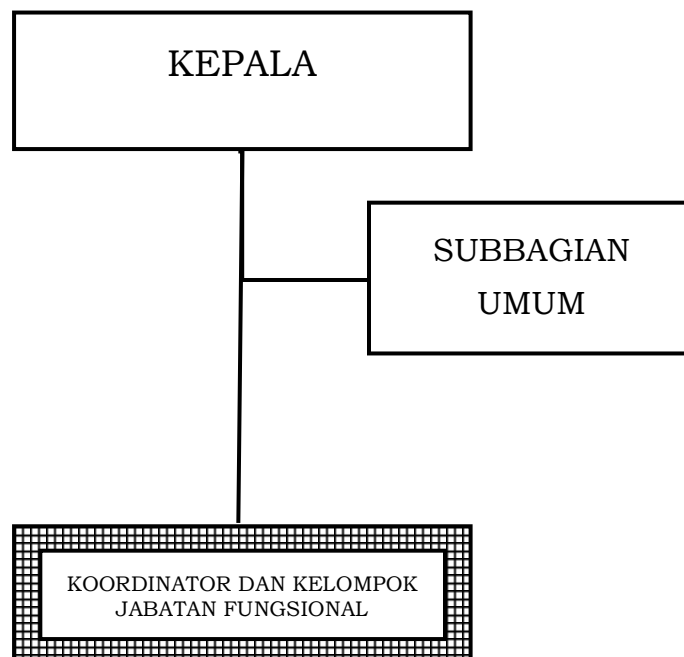 KEPALA
SUBBAGIAN
UMUM
KOORDINATOR DAN KELOMPOK
JABATAN FUNGSIONAL